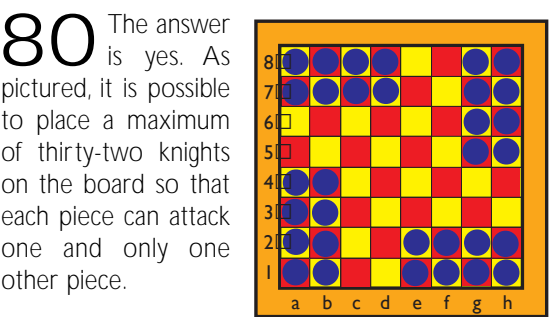 80 The answer
is yes. As
pictured, it is possible
to place a maximum
of thirty-two knights
on the board so that
each piece can attack
one and only one
other piece.
8
7
6
5
4
3
2
1
a b c d e f g h